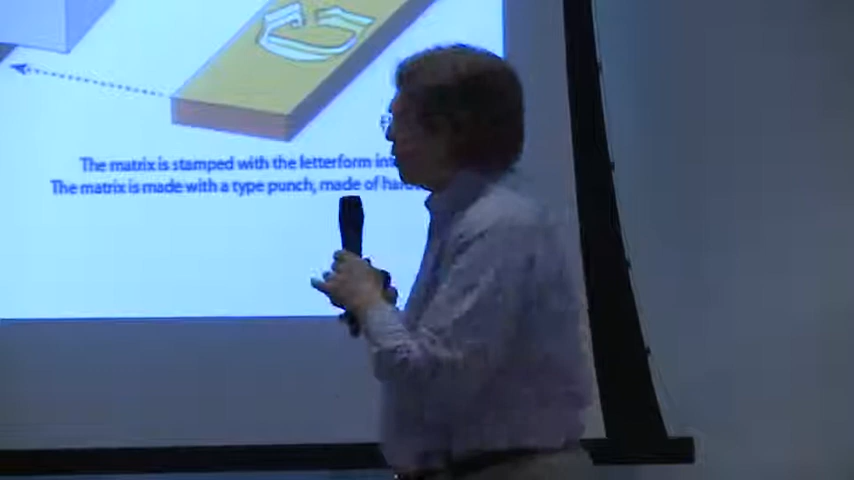 The matrix is stamped with the letterform
The matrix is made with a type punch, made of